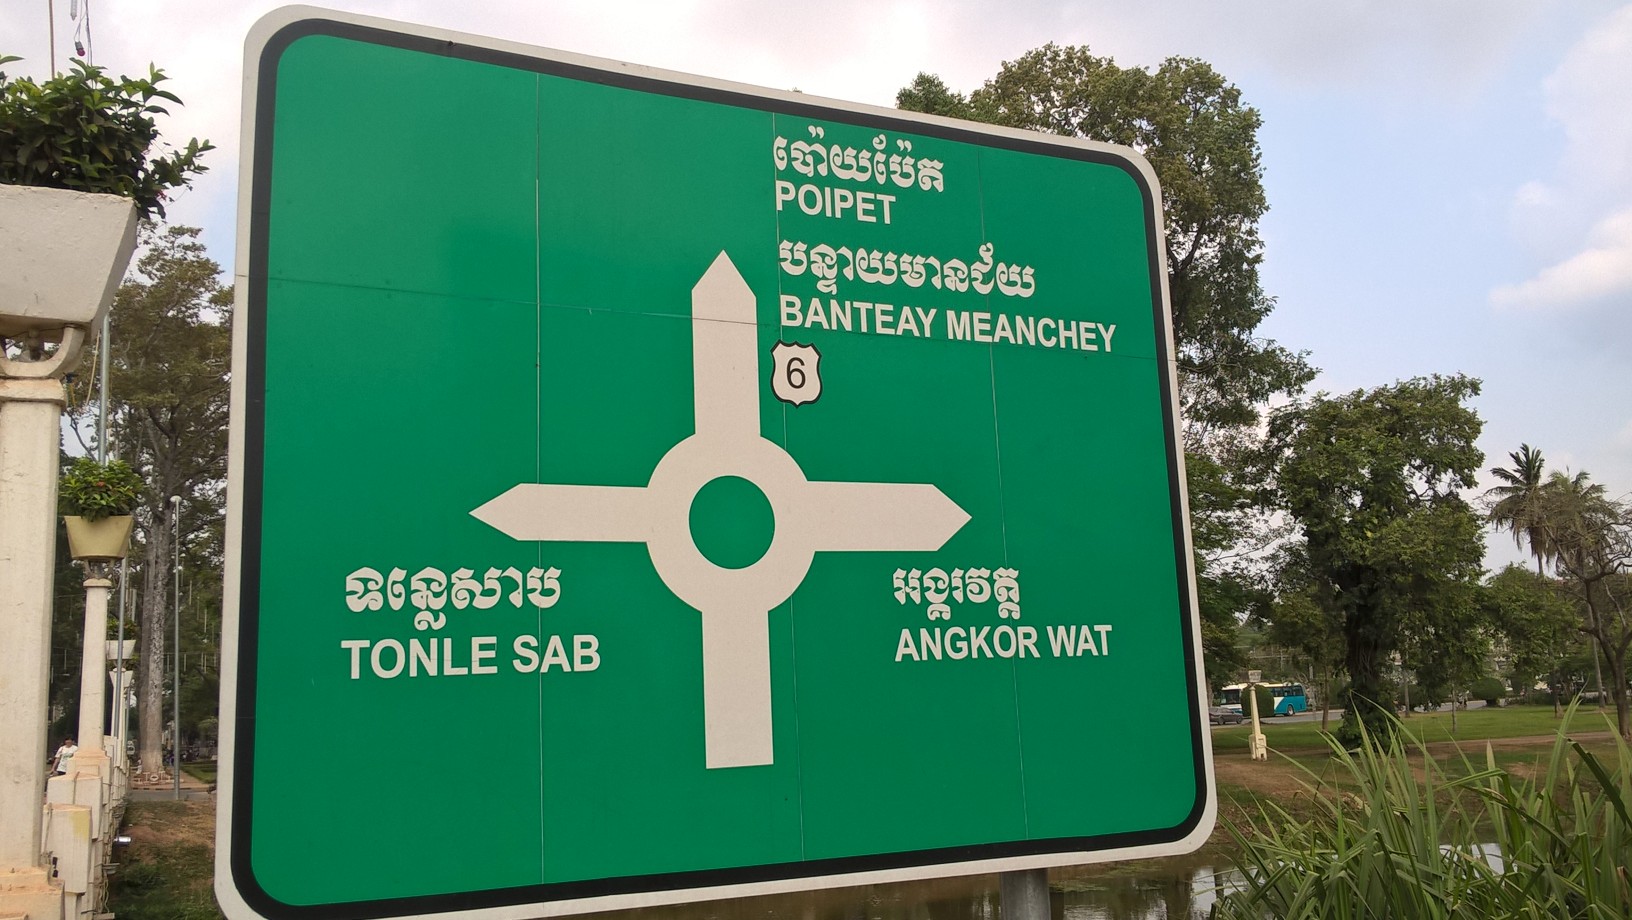 ប៉ោយប៉ែត
POIPET
បន្ទាយមានជ័យ
BANTEAY MEANCHEY
6
ទន្លេសាប
TONLE SAB
អង្គរវត្ត
ANGKOR WAT